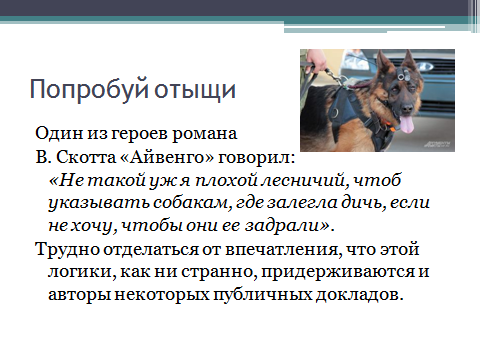 Попробуй отыщи
Один из героев романа
В. Скотта «Айвенго» говорил:
«Не такой уж я плохой лесничий, чтоб
указывать собакам, где залегла дичь, если
не хочу, чтобы они ее задрали».
Трудно отделаться от впечатления, что этой
логики, как ни странно, придерживаются и
авторы некоторых публичных докладов.